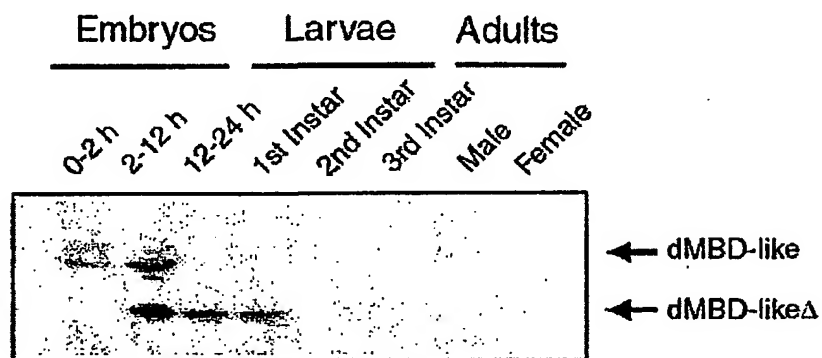 Embryos Larvae Adults
0-2 h 2-12 h 12-24 h 1st Instar 2nd Instar 3rd Instar Male Female
dMBD-like
dMBD-likeΔ